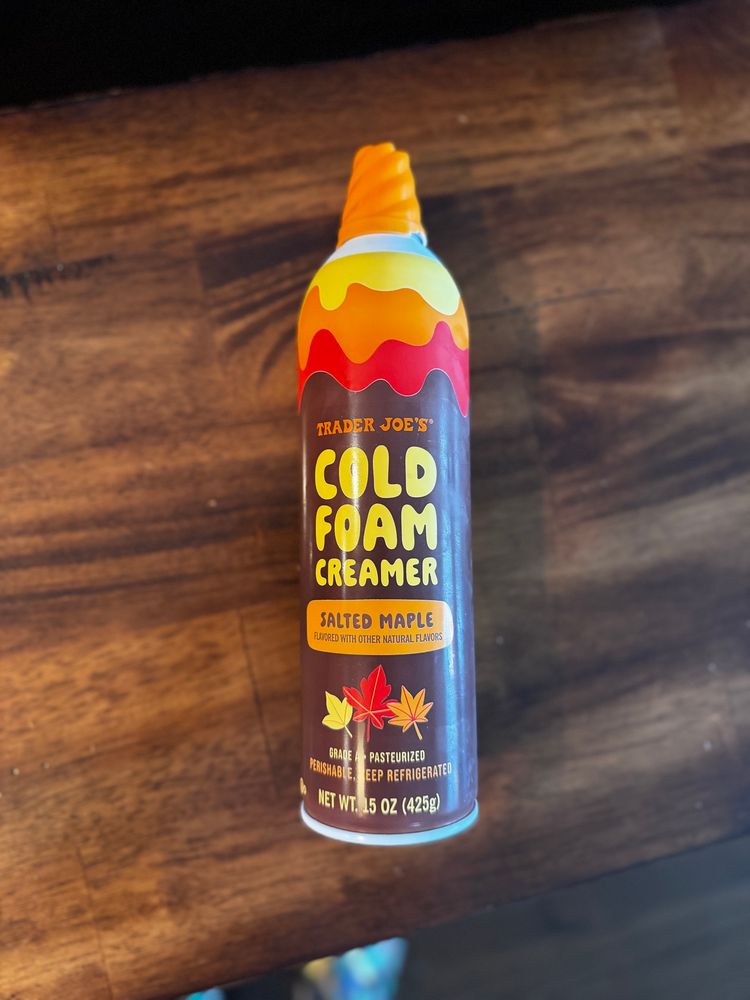 TRADER JOE'S®
COLD
FOAM
CREAMER
SALTED MAPLE
FLAVORED WITH OTHER NATURAL FLAVORS
GRADE A • PASTEURIZED
PERISHABLE, KEEP REFRIGERATED
NET WT. 15 OZ (425g)